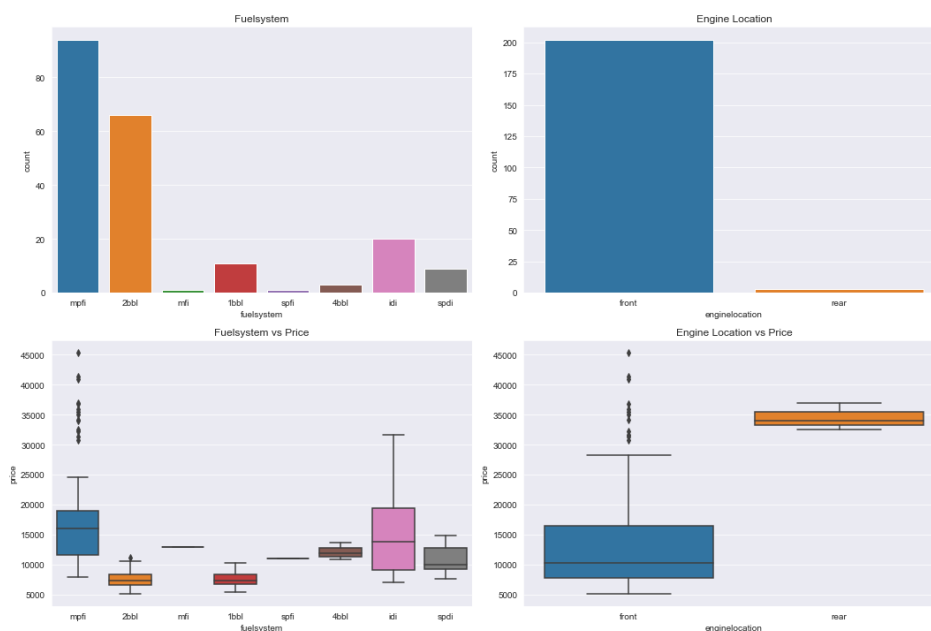 Fuelsystem
80
60
40
20
0
count
mpfi 2bbl mfi 1bbl spfi 4bbl idi spdi
fuelsystem
Engine Location
200
175
150
125
100
75
50
25
0
count
front rear
enginelocation
Fuelsystem vs Price
45000
40000
35000
30000
25000
20000
15000
10000
5000
price
mpfi 2bbl mfi 1bbl spfi 4bbl idi spdi
fuelsystem
Engine Location vs Price
45000
40000
35000
30000
25000
20000
15000
10000
5000
price
front rear
enginelocation